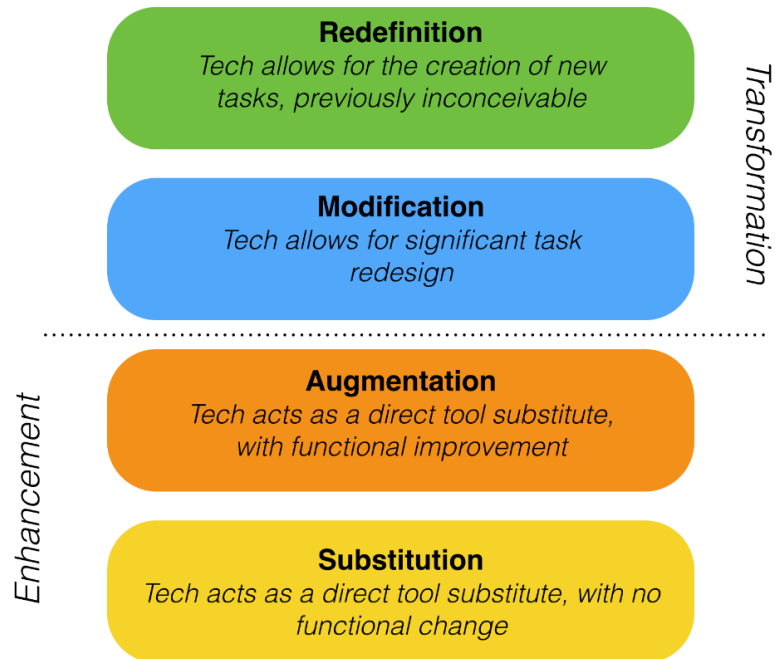 Redefinition
Tech allows for the creation of new
tasks, previously inconceivable
Transformation
Modification
Tech allows for significant task
redesign
Enhancement
Augmentation
Tech acts as a direct tool substitute,
with functional improvement
Substitution
Tech acts as a direct tool substitute, with no
functional change